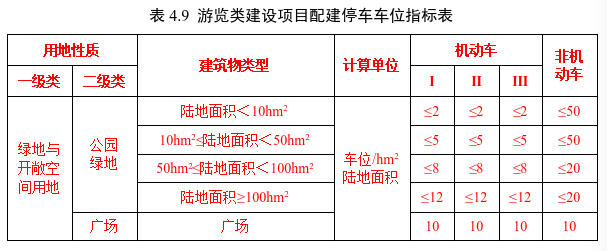 表 4.9 游览类建设项目配建停车车位指标表
用地性质 建筑物类型 计算单位 机动车 非机动车
一级类 二级类 I II III
绿地与开敞空间用地 公园绿地 陆地面积＜10hm² 车位/hm²陆地面积 ≤2 ≤2 ≤2 ≤50
10hm²≤陆地面积＜50hm² ≤5 ≤5 ≤5 ≤50
50hm²≤陆地面积＜100hm² ≤8 ≤8 ≤8 ≤20
陆地面积≥100hm² ≤12 ≤12 ≤12 ≤20
广场 广场 10 10 10 10